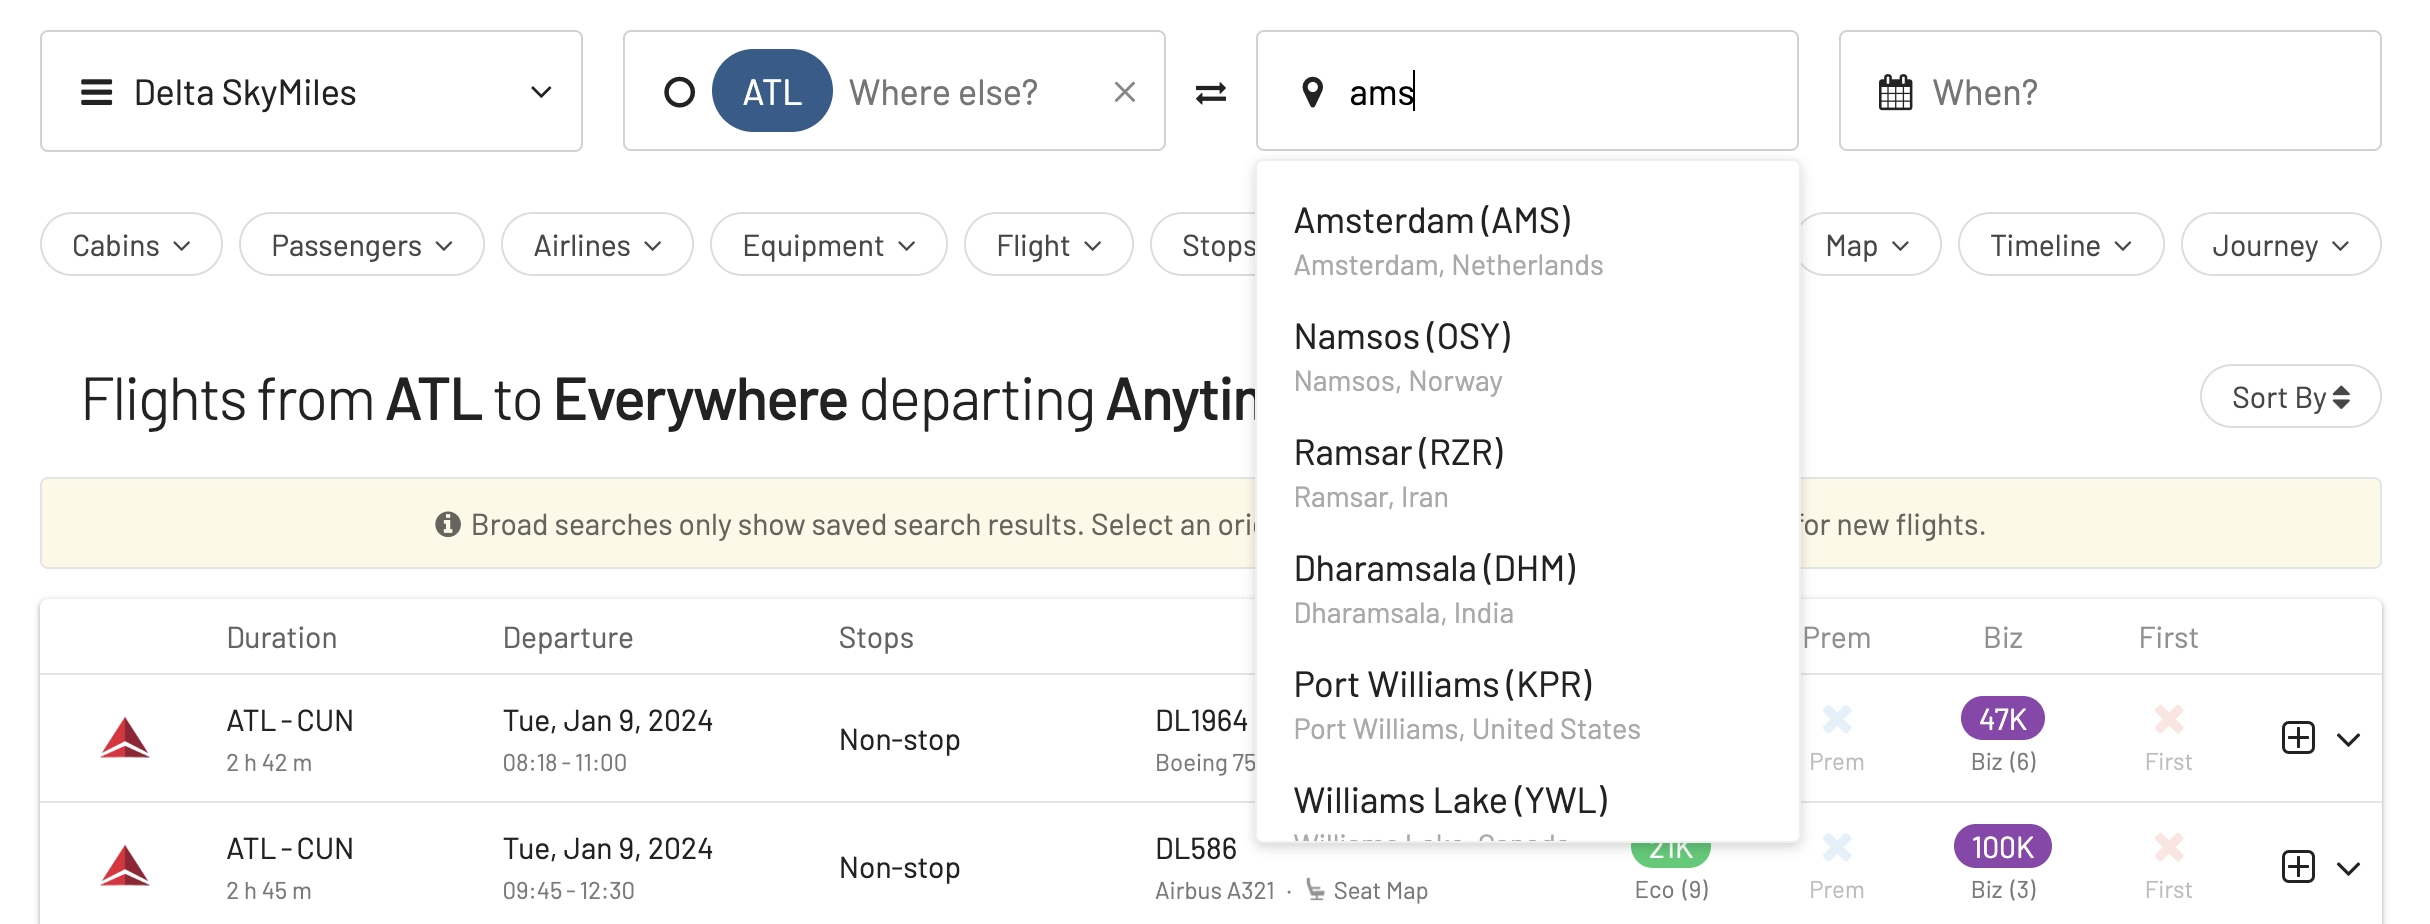 Delta SkyMiles
ATL Where else?
ams
When?
Cabins
Passengers
Airlines
Equipment
Flight
Stops
Map
Timeline
Journey
Amsterdam (AMS)
Amsterdam, Netherlands
Namsos (OSY)
Namsos, Norway
Ramsar (RZR)
Ramsar, Iran
Dharamsala (DHM)
Dharamsala, India
Port Williams (KPR)
Port Williams, United States
Williams Lake (YWL)
Williams Lake, Canada
Flights from ATL to Everywhere departing Anytim
Sort By
Broad searches only show saved search results. Select an ori
for new flights.
Duration Departure Stops Prem Biz First
ATL - CUN Tue, Jan 9, 2024 Non-stop DL1964 47K
2 h 42 m 08:18 - 11:00 Boeing 75 Prem Biz (6) First
ATL - CUN Tue, Jan 9, 2024 Non-stop DL586 21K 100K
2 h 45 m 09:45 - 12:30 Airbus A321 · Seat Map Eco (9) Prem Biz (3) First